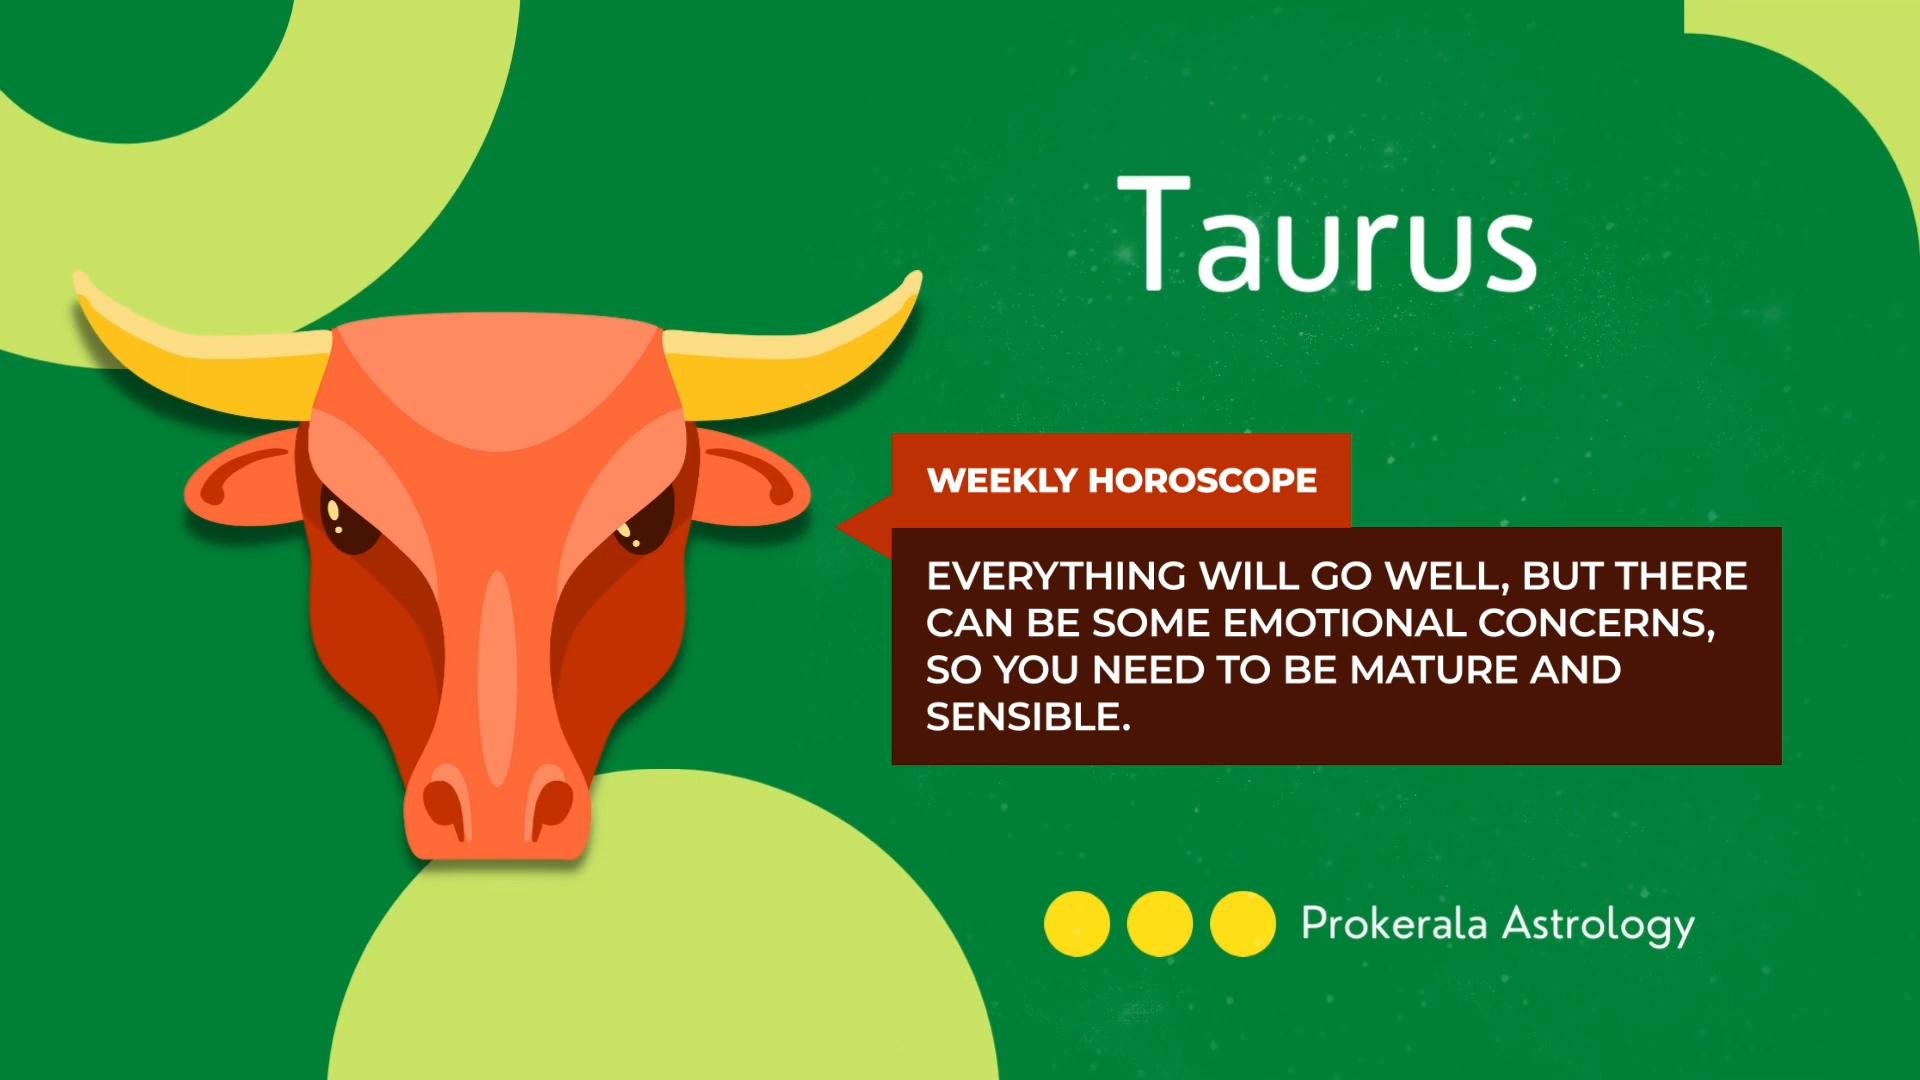 Taurus
WEEKLY HOROSCOPE
EVERYTHING WILL GO WELL, BUT THERE
CAN BE SOME EMOTIONAL CONCERNS,
SO YOU NEED TO BE MATURE AND
SENSIBLE.
Prokerala Astrology